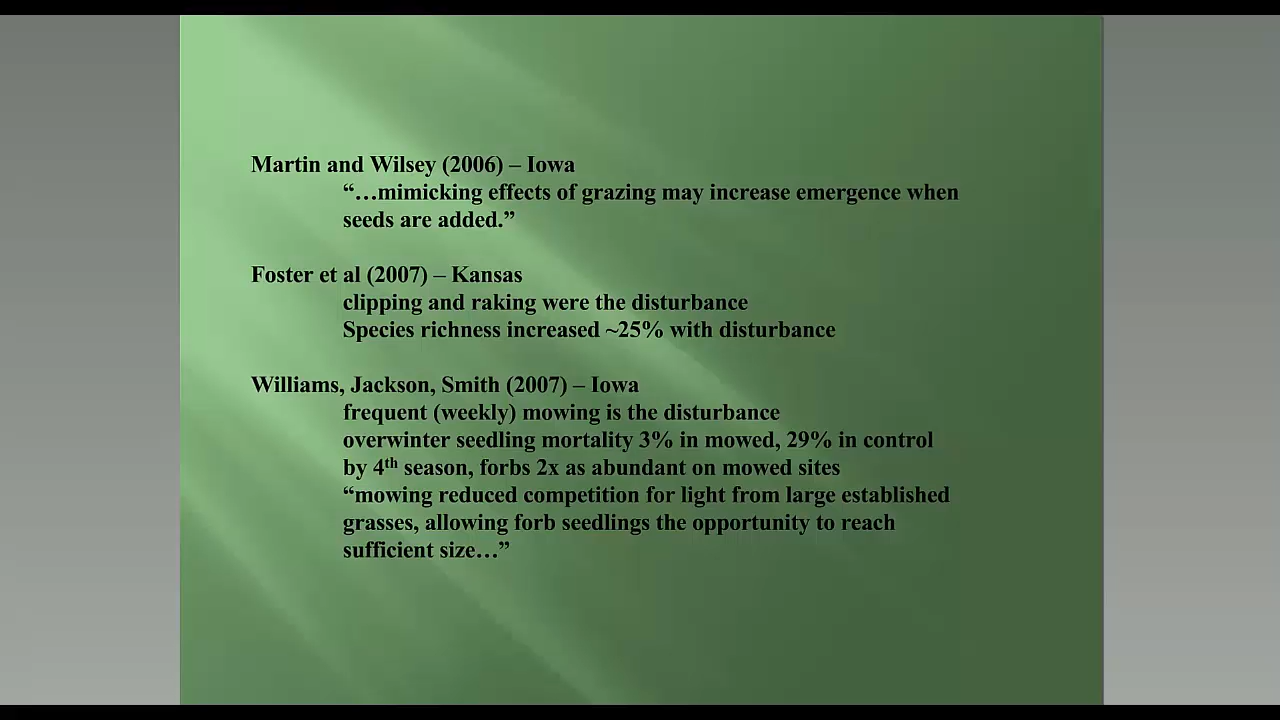 Martin and Wilsey (2006) – Iowa
“…mimicking effects of grazing may increase emergence when
seeds are added.”
Foster et al (2007) – Kansas
clipping and raking were the disturbance
Species richness increased ~25% with disturbance
Williams, Jackson, Smith (2007) – Iowa
frequent (weekly) mowing is the disturbance
overwinter seedling mortality 3% in mowed, 29% in control
by 4th season, forbs 2x as abundant on mowed sites
“mowing reduced competition for light from large established
grasses, allowing forb seedlings the opportunity to reach
sufficient size…”